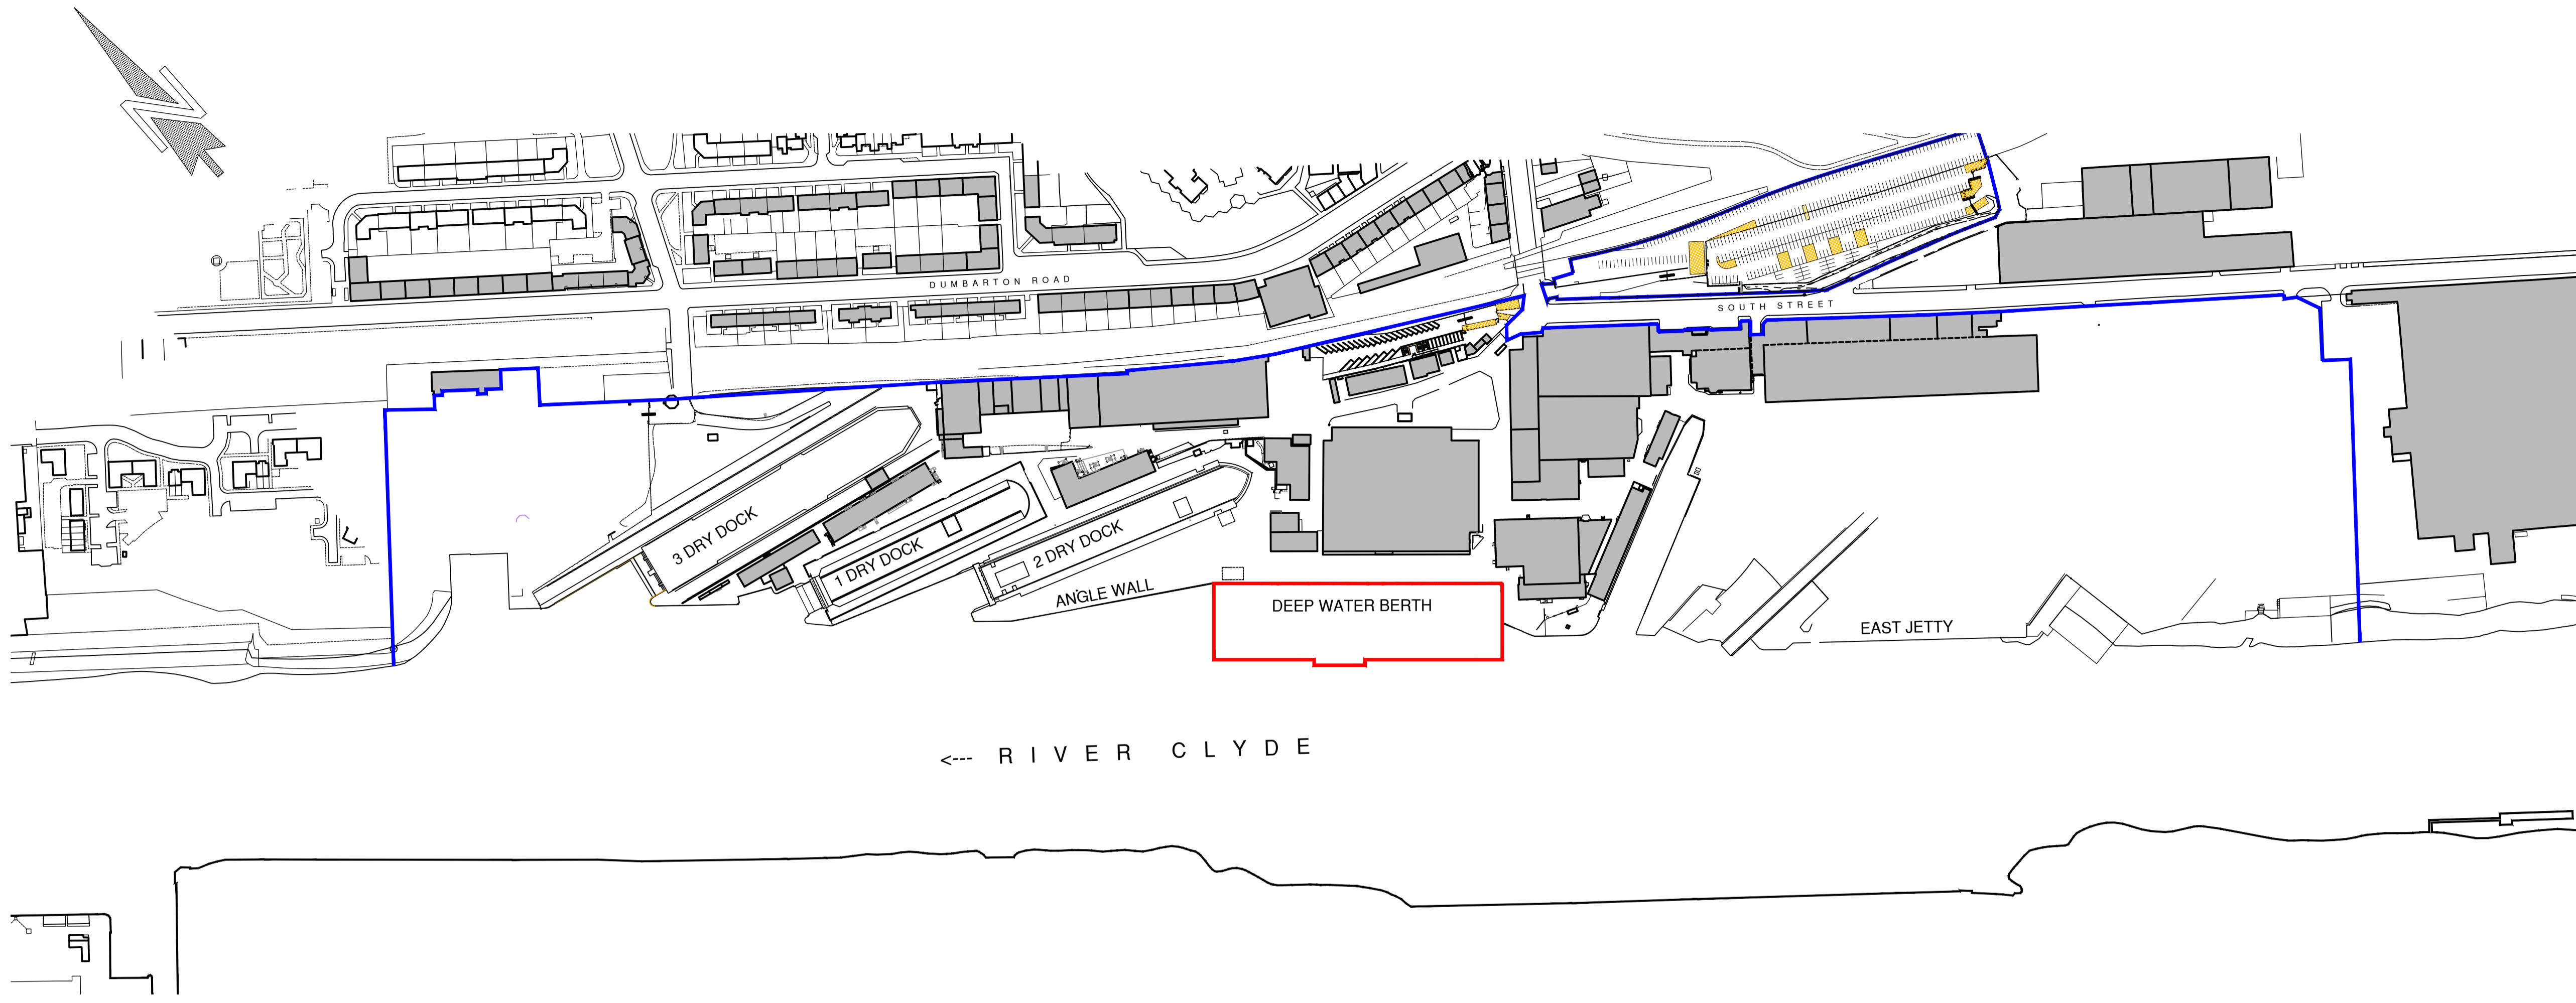 N
DUMBARTON ROAD
SOUTH STREET
3 DRY DOCK
1 DRY DOCK
2 DRY DOCK
ANGLE WALL
DEEP WATER BERTH
EAST JETTY
<--- RIVER CLYDE